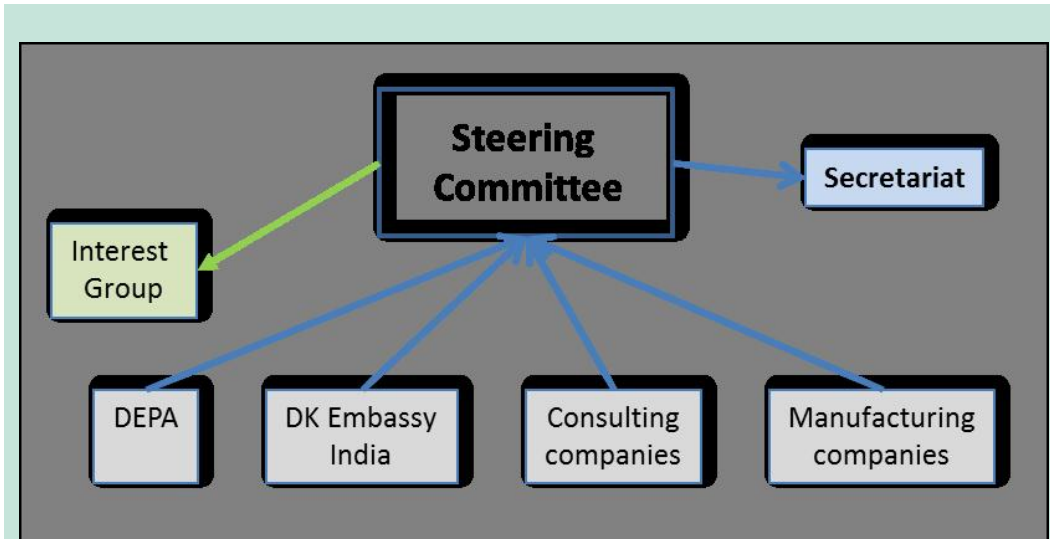 Steering
Committee
Secretariat
Interest
Group
DEPA
DK Embassy
India
Consulting
companies
Manufacturing
companies